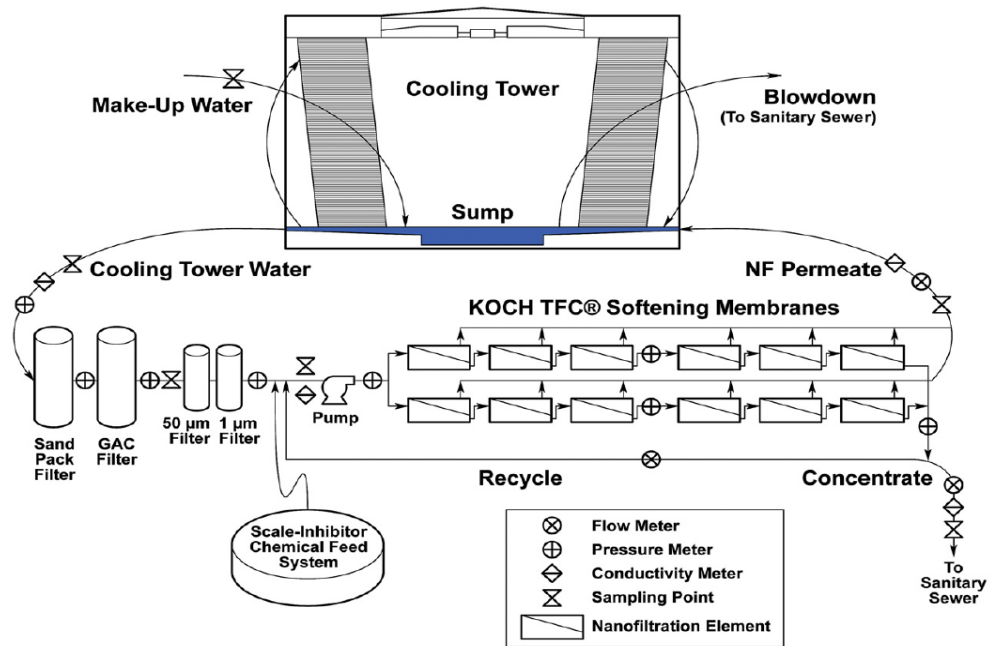 Make-Up Water
Cooling Tower
Blowdown
(To Sanitary Sewer)
Sump
Cooling Tower Water
NF Permeate
KOCH TFC® Softening Membranes
Sand
Pack
Filter
GAC
Filter
50 µm
Filter
1 µm
Filter
Pump
Recycle
Concentrate
Scale-Inhibitor
Chemical Feed
System
Flow Meter
Pressure Meter
Conductivity Meter
Sampling Point
Nanofiltration Element
To
Sanitary
Sewer